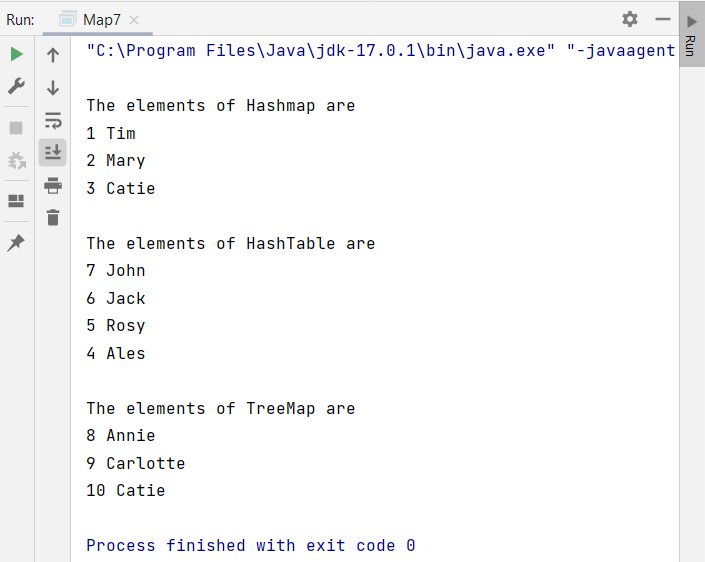 Run: Map7
"C:\Program Files\Java\jdk-17.0.1\bin\java.exe" "-javaagent
Run
The elements of Hashmap are
1 Tim
2 Mary
3 Catie
The elements of HashTable are
7 John
6 Jack
5 Rosy
4 Ales
The elements of TreeMap are
8 Annie
9 Carlotte
10 Catie
Process finished with exit code 0